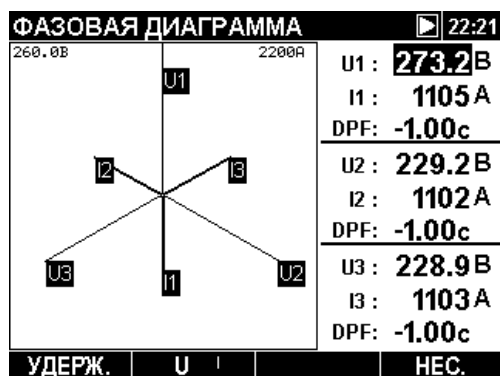 ФАЗОВАЯ ДИАГРАММА 22:21
260.0В 2200А
U1
I2 I3
U3 I1 U2
U1: 273.2 В
I1: 1105 А
DPF: -1.00c
U2: 229.2 В
I2: 1102 А
DPF: -1.00c
U3: 228.9 В
I3: 1103 А
DPF: -1.00c
УДЕРЖ. U I НЕС.